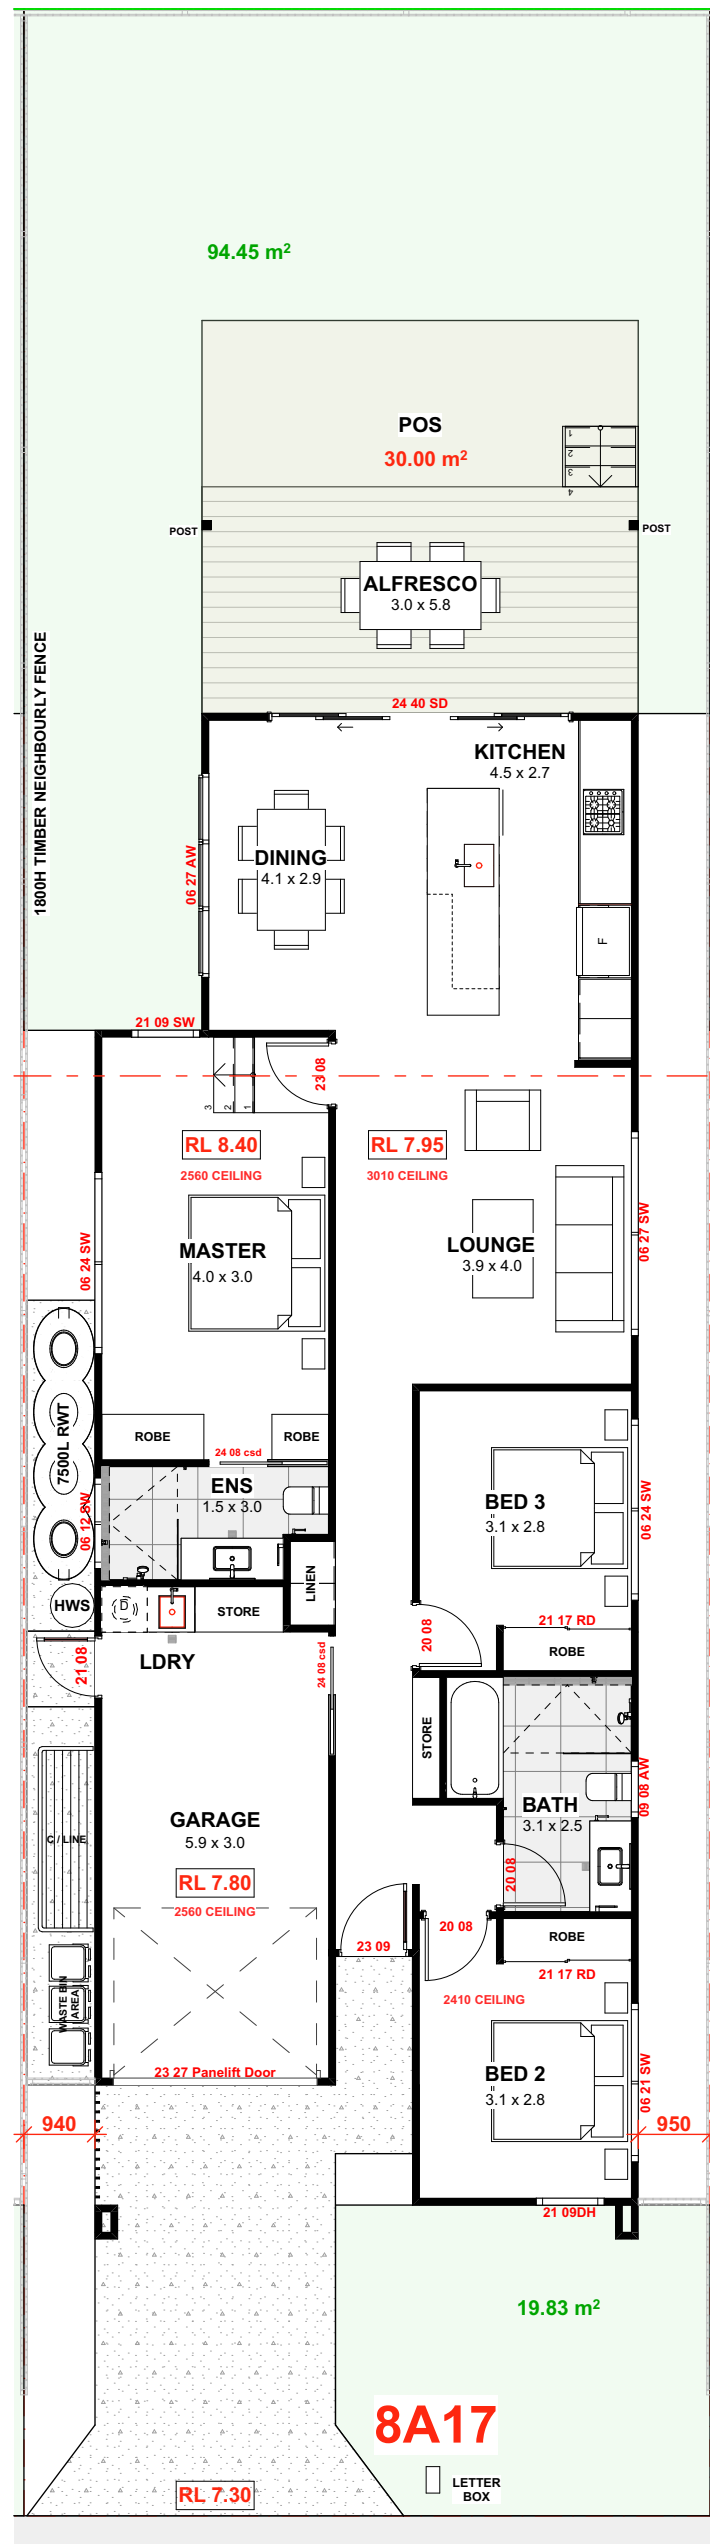 94.45 m²
POS
30.00 m²
1
2
3
4
POST
POST
ALFRESCO
3.0 x 5.8
1800H TIMBER NEIGHBOURLY FENCE
24 40 SD
KITCHEN
4.5 x 2.7
DINING
4.1 x 2.9
06 27 AW
F
21 09 SW
23 08
3
2
1
RL 8.40
2560 CEILING
RL 7.95
3010 CEILING
06 24 SW
MASTER
4.0 x 3.0
LOUNGE
3.9 x 4.0
06 27 SW
7500L RWT
ROBE
ROBE
24 08 csd
ENS
1.5 x 3.0
06 12 SW
BED 3
3.1 x 2.8
06 24 SW
LINEN
HWS
D
STORE
21 08
LDRY
24 08 csd
20 08
21 17 RD
ROBE
STORE
C / LINE
GARAGE
5.9 x 3.0
BATH
3.1 x 2.5
09 08 AW
20 08
RL 7.80
2560 CEILING
23 09
20 08
ROBE
21 17 RD
2410 CEILING
WASTE BIN
AREA
BED 2
3.1 x 2.8
06 21 SW
23 27 Panelift Door
940
950
21 09DH
19.83 m²
8A17
LETTER
BOX
RL 7.30